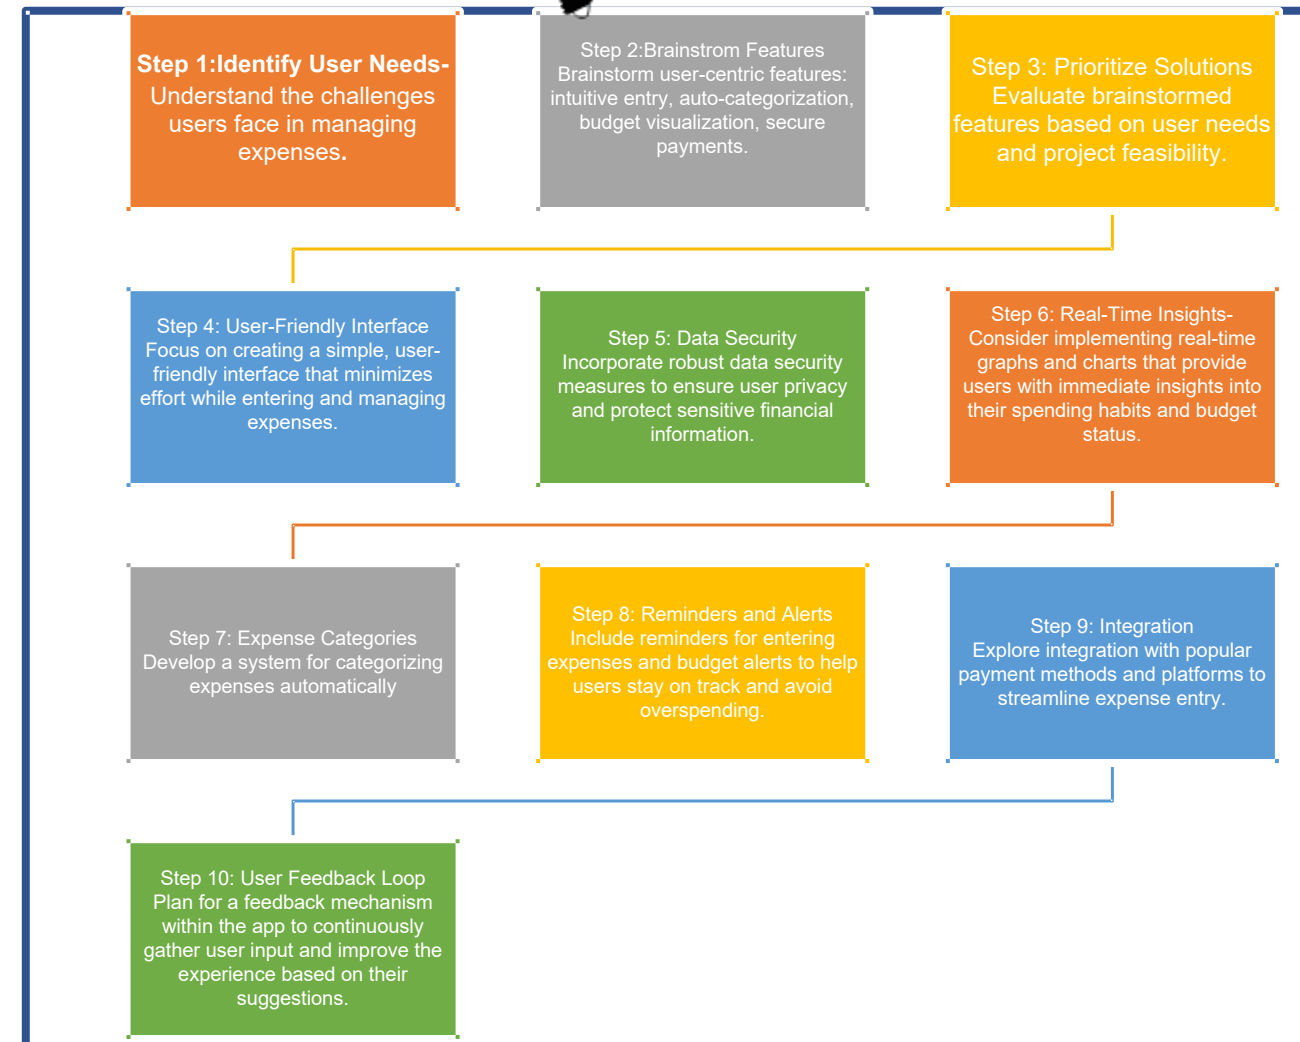 Step 1:Identify User Needs-
Understand the challenges
users face in managing
expenses.
Step 2:Brainstrom Features
Brainstorm user-centric features:
intuitive entry, auto-categorization,
budget visualization, secure
payments.
Step 3: Prioritize Solutions
Evaluate brainstormed
features based on user needs
and project feasibility.
Step 4: User-Friendly Interface
Focus on creating a simple, user-
friendly interface that minimizes
effort while entering and managing
expenses.
Step 5: Data Security
Incorporate robust data security
measures to ensure user privacy
and protect sensitive financial
information.
Step 6: Real-Time Insights-
Consider implementing real-time
graphs and charts that provide
users with immediate insights into
their spending habits and budget
status.
Step 7: Expense Categories
Develop a system for categorizing
expenses automatically
Step 8: Reminders and Alerts
Include reminders for entering
expenses and budget alerts to help
users stay on track and avoid
overspending.
Step 9: Integration
Explore integration with popular
payment methods and platforms to
streamline expense entry.
Step 10: User Feedback Loop
Plan for a feedback mechanism
within the app to continuously
gather user input and improve the
experience based on their
suggestions.